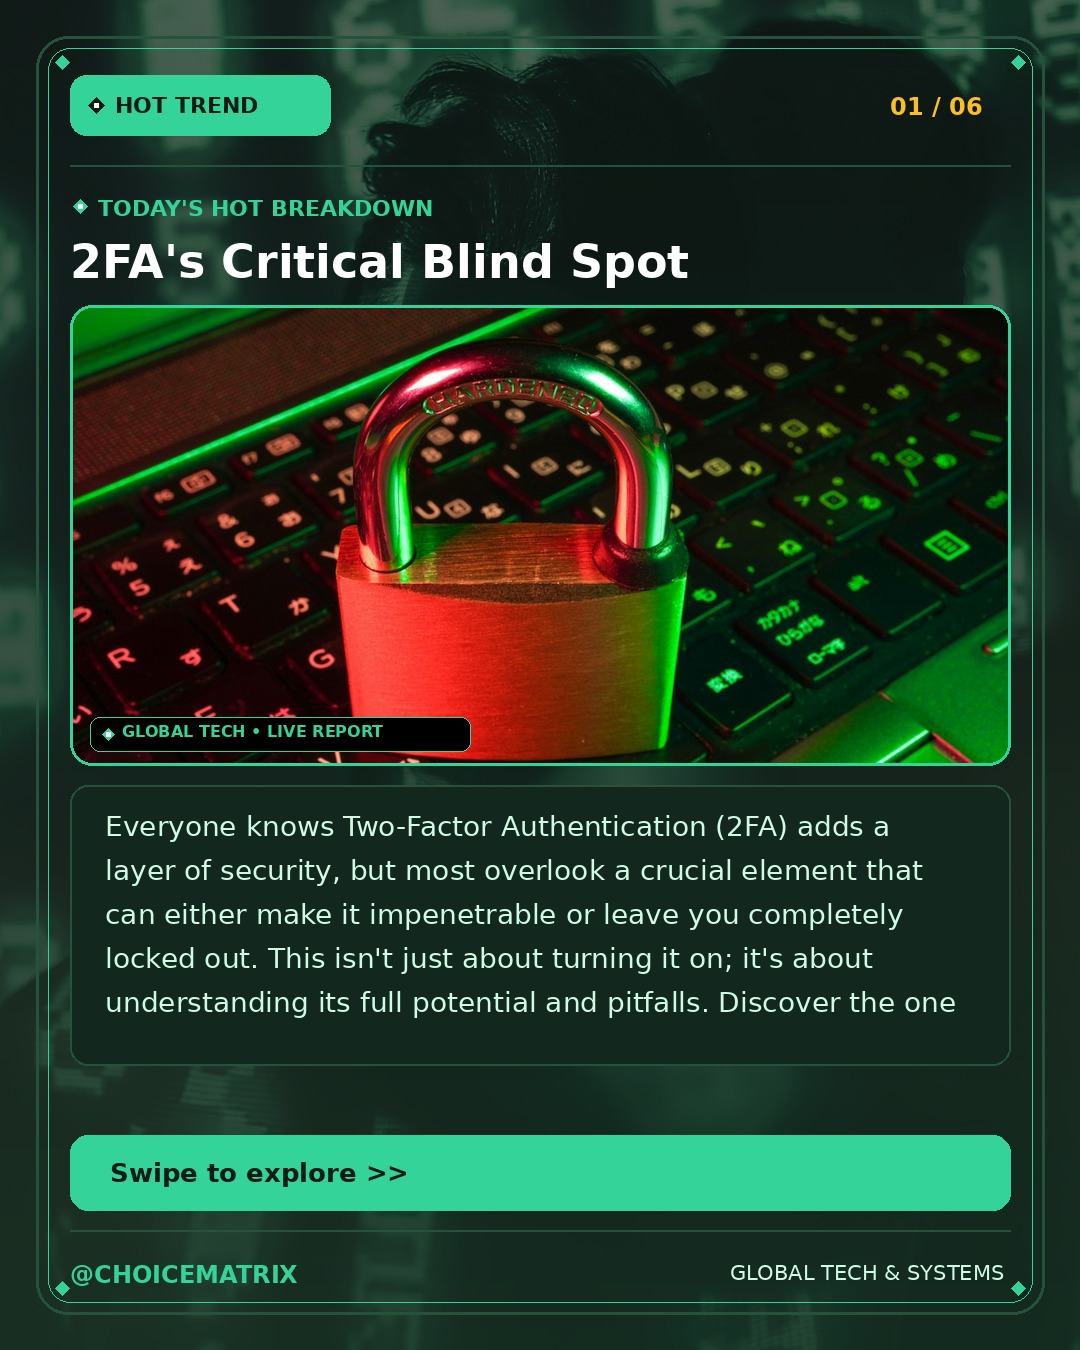 HOT TREND
01 / 06
TODAY'S HOT BREAKDOWN
2FA's Critical Blind Spot
HARDENED
GLOBAL TECH • LIVE REPORT
Everyone knows Two-Factor Authentication (2FA) adds a
layer of security, but most overlook a crucial element that
can either make it impenetrable or leave you completely
locked out. This isn't just about turning it on; it's about
understanding its full potential and pitfalls. Discover the one
Swipe to explore >>
@CHOICEMATRIX
GLOBAL TECH & SYSTEMS